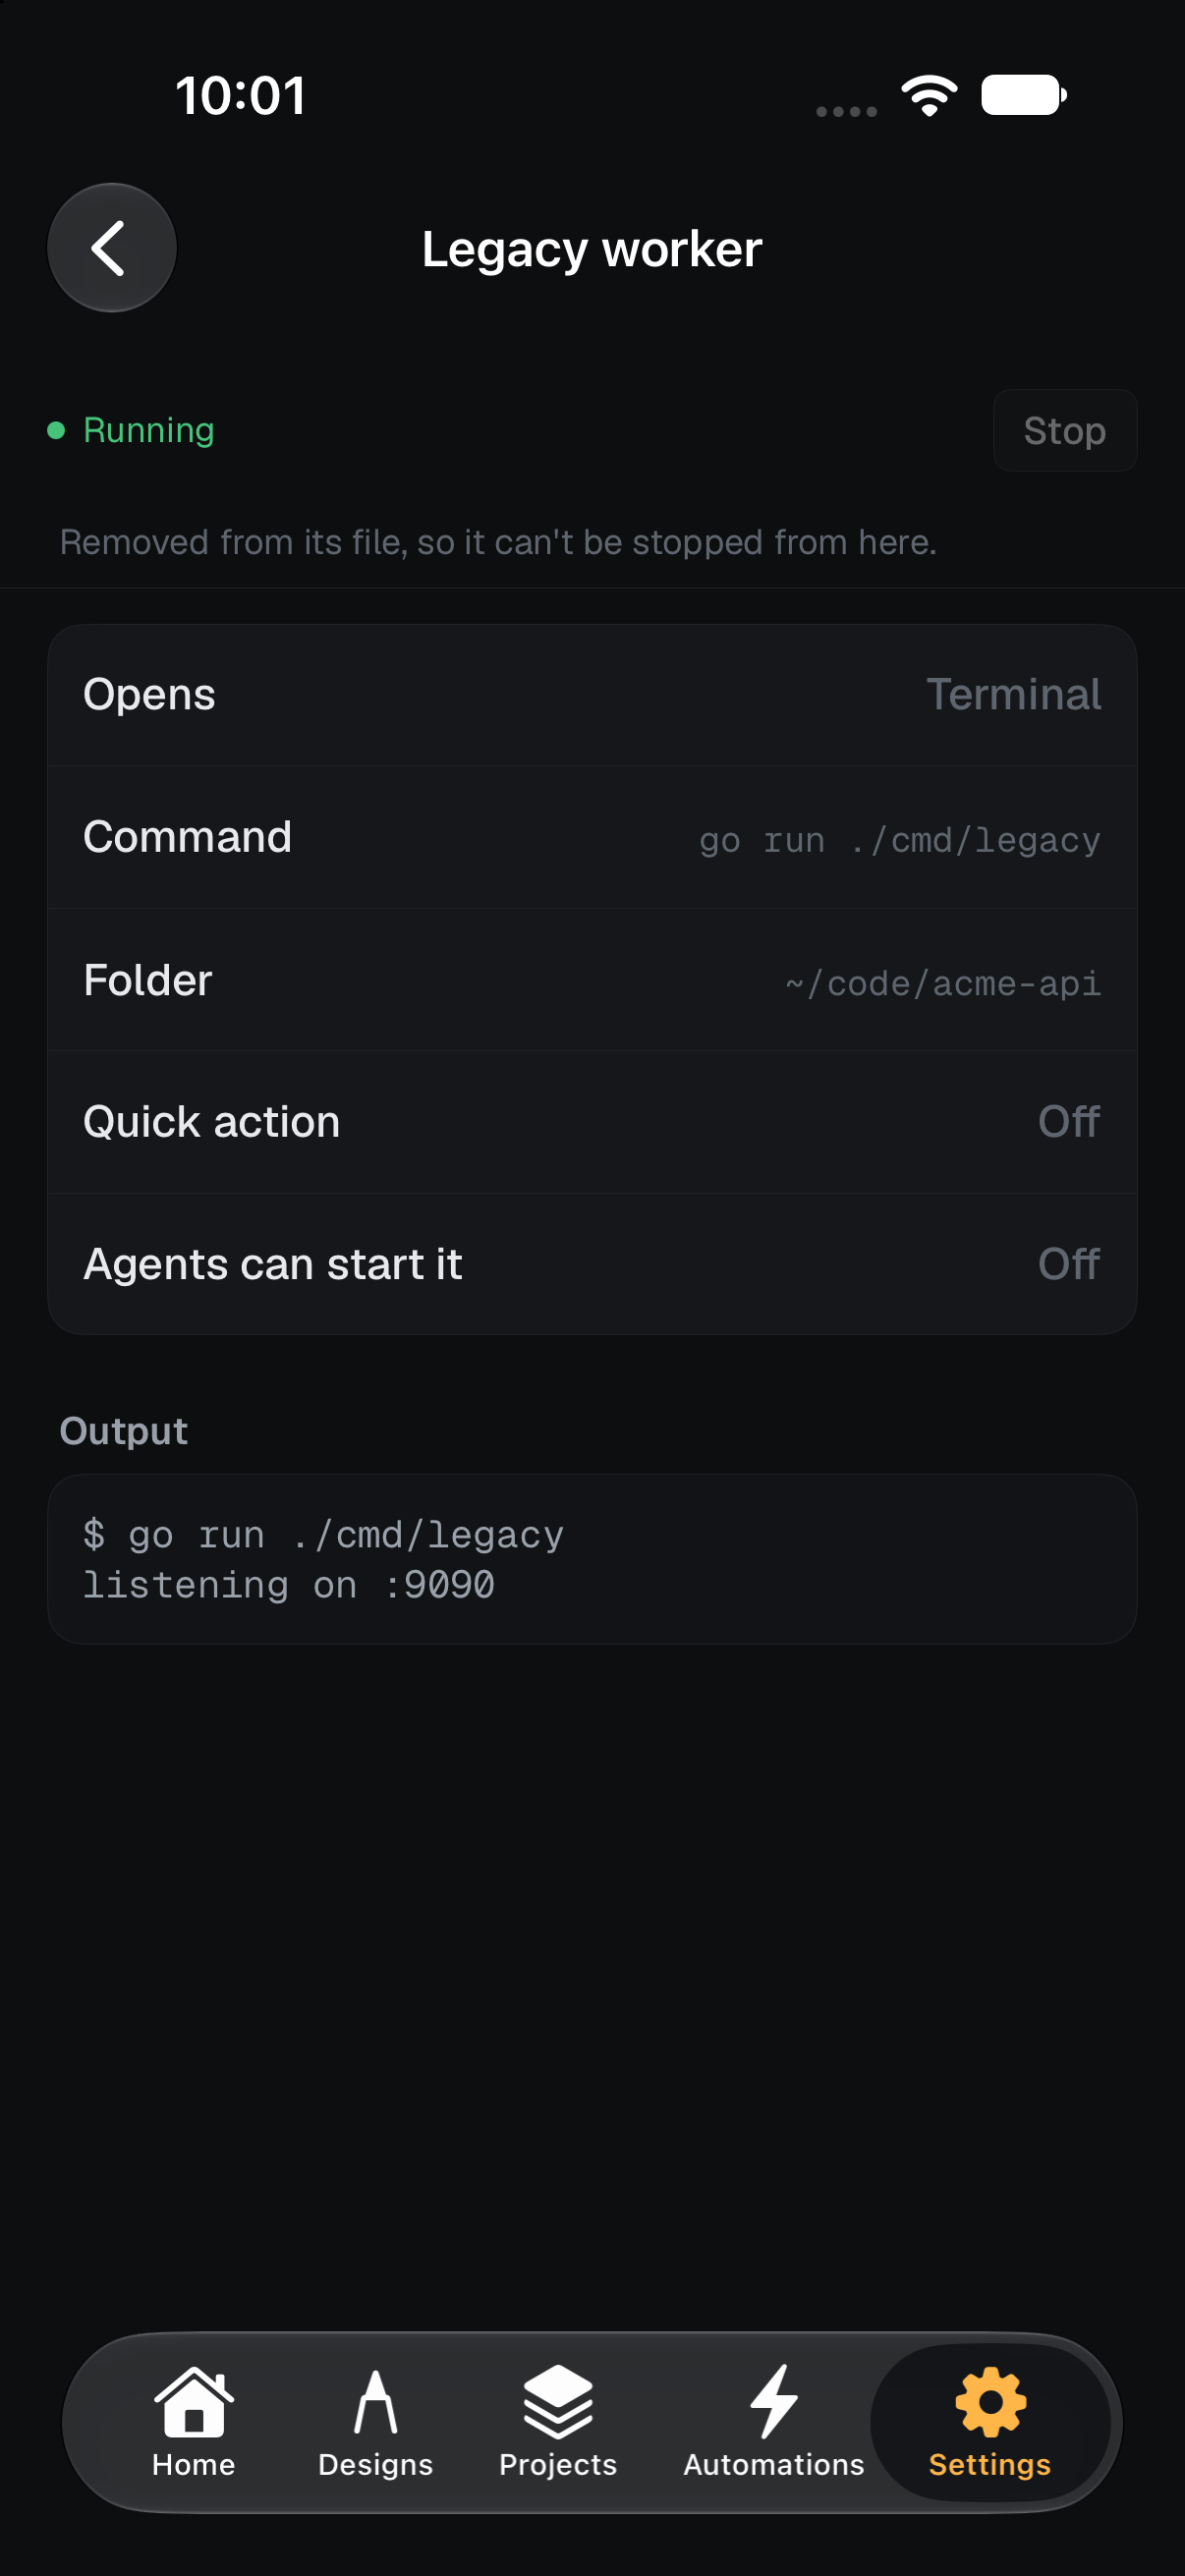 10:01
Legacy worker
Running
Stop
Removed from its file, so it can't be stopped from here.
Opens
Terminal
Command
go run ./cmd/legacy
Folder
~/code/acme-api
Quick action
Off
Agents can start it
Off
Output
$ go run ./cmd/legacy
listening on :9090
Home
Designs
Projects
Automations
Settings